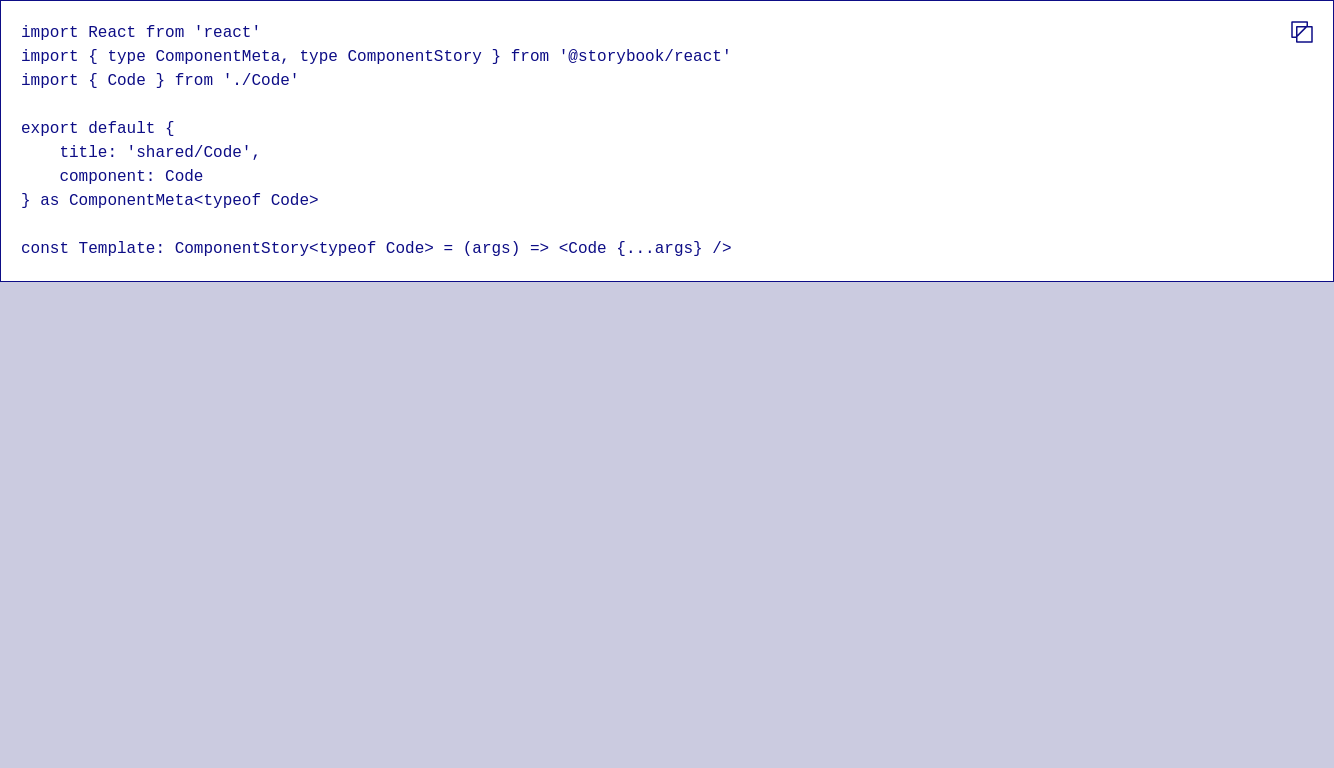 import React from 'react'
import { type ComponentMeta, type ComponentStory } from '@storybook/react'
import { Code } from './Code'

export default {
    title: 'shared/Code',
    component: Code
} as ComponentMeta<typeof Code>

const Template: ComponentStory<typeof Code> = (args) => <Code {...args} />